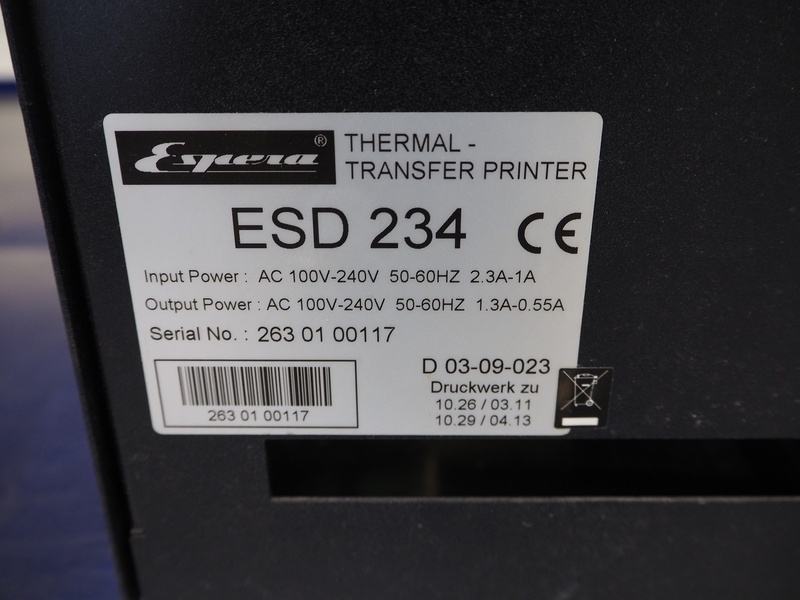 Espera®
THERMAL -
TRANSFER PRINTER
ESD 234 CE
Input Power : AC 100V-240V 50-60HZ 2.3A-1A
Output Power : AC 100V-240V 50-60HZ 1.3A-0.55A
Serial No. : 263 01 00117
263 01 00117
D 03-09-023
Druckwerk zu
10.26 / 03.11
10.29 / 04.13